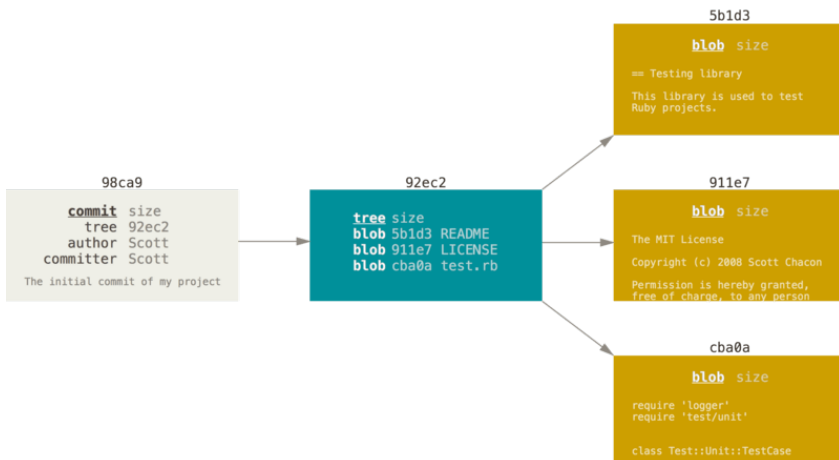 98ca9
commit size
tree 92ec2
author Scott
committer Scott
The initial commit of my project
92ec2
tree size
blob 5b1d3 README
blob 911e7 LICENSE
blob cba0a test.rb
5b1d3
blob size
== Testing library
This library is used to test
Ruby projects.
911e7
blob size
The MIT License
Copyright (c) 2008 Scott Chacon
Permission is hereby granted,
free of charge, to any person
cba0a
blob size
require 'logger'
require 'test/unit'
class Test::Unit::TestCase